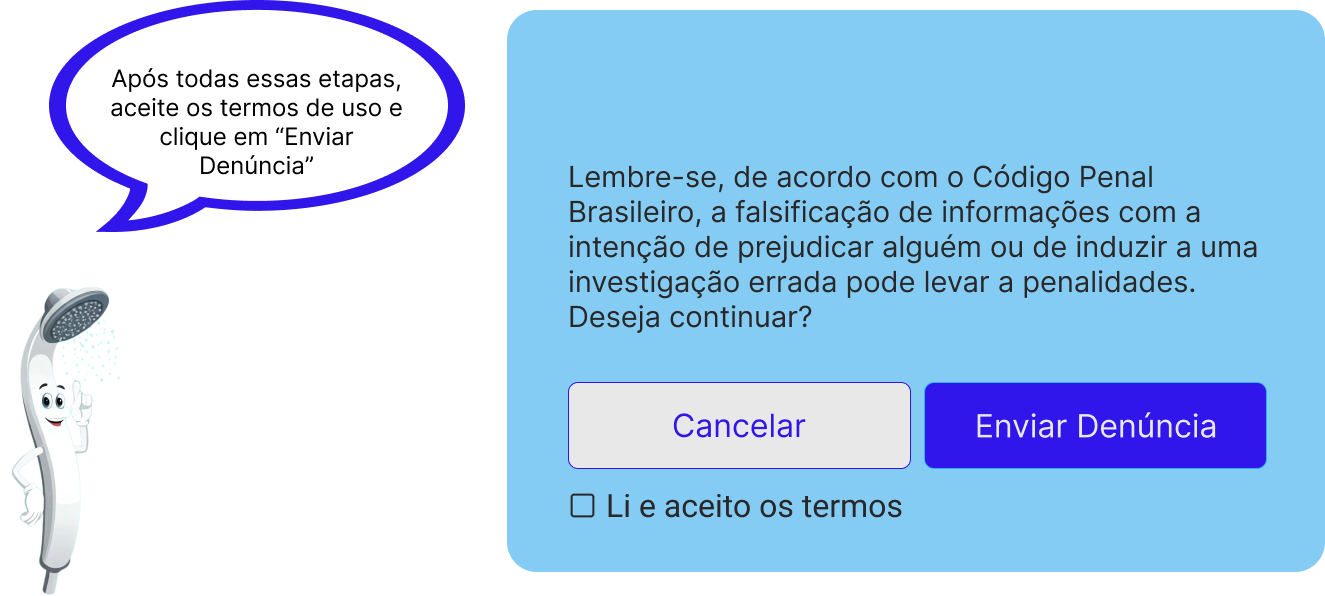 Após todas essas etapas,
aceite os termos de uso e
clique em “Enviar
Denúncia”
Lembre-se, de acordo com o Código Penal
Brasileiro, a falsificação de informações com a
intenção de prejudicar alguém ou de induzir a uma
investigação errada pode levar a penalidades.
Deseja continuar?
Cancelar
Enviar Denúncia
Li e aceito os termos